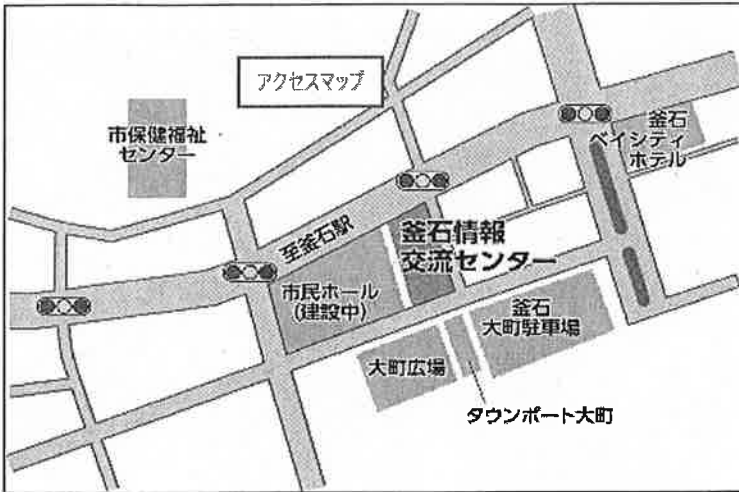 アクセスマップ
市保健福祉
センター
釜石
ベイシティ
ホテル
至釜石駅
釜石情報
交流センター
市民ホール
(建設中)
釜石
大町駐車場
大町広場
タウンポート大町